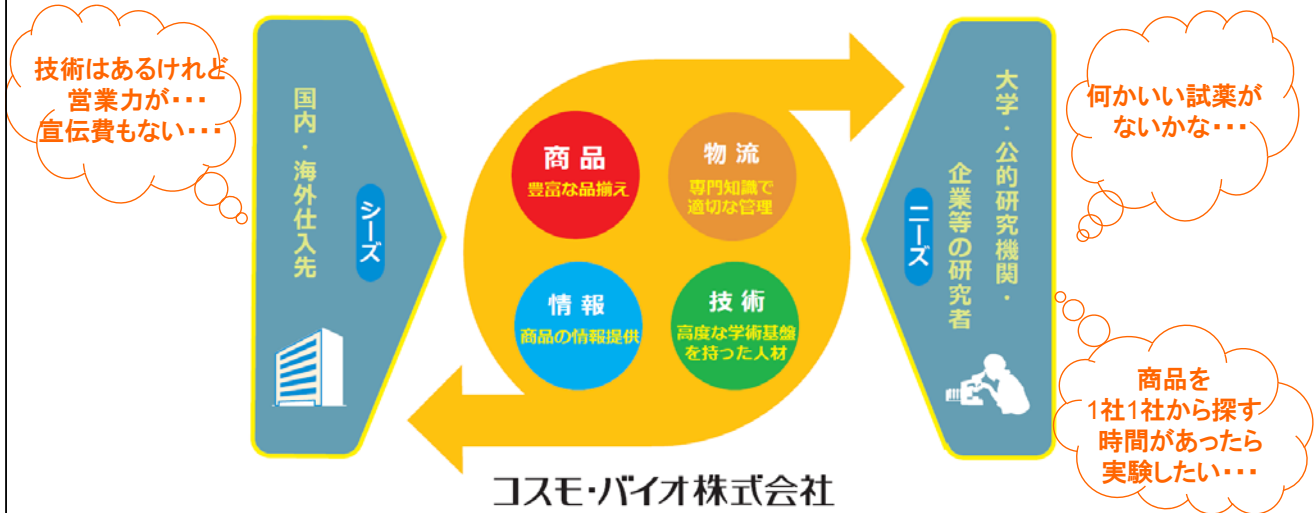 技術はあるけれど
営業力が・・・
宣伝費もない・・・
国内・海外仕入先
シーズ
商品
豊富な品揃え
物流
専門知識で
適切な管理
情報
商品の情報提供
技術
高度な学術基盤
を持った人材
ニーズ
大学・公的研究機関・
企業等の研究者
何かいい試薬が
ないかな・・・
商品を
1社1社から探す
時間があったら
実験したい・・・
コスモ・バイオ株式会社